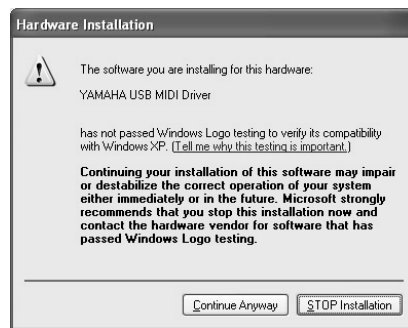 Hardware Installation
The software you are installing for this hardware:
YAMAHA USB MIDI Driver
has not passed Windows Logo testing to verify its compatibility
with Windows XP. (Tell me why this testing is important.)
Continuing your installation of this software may impair
or destabilize the correct operation of your system
either immediately or in the future. Microsoft strongly
recommends that you stop this installation now and
contact the hardware vendor for software that has
passed Windows Logo testing.
Continue Anyway
STOP Installation